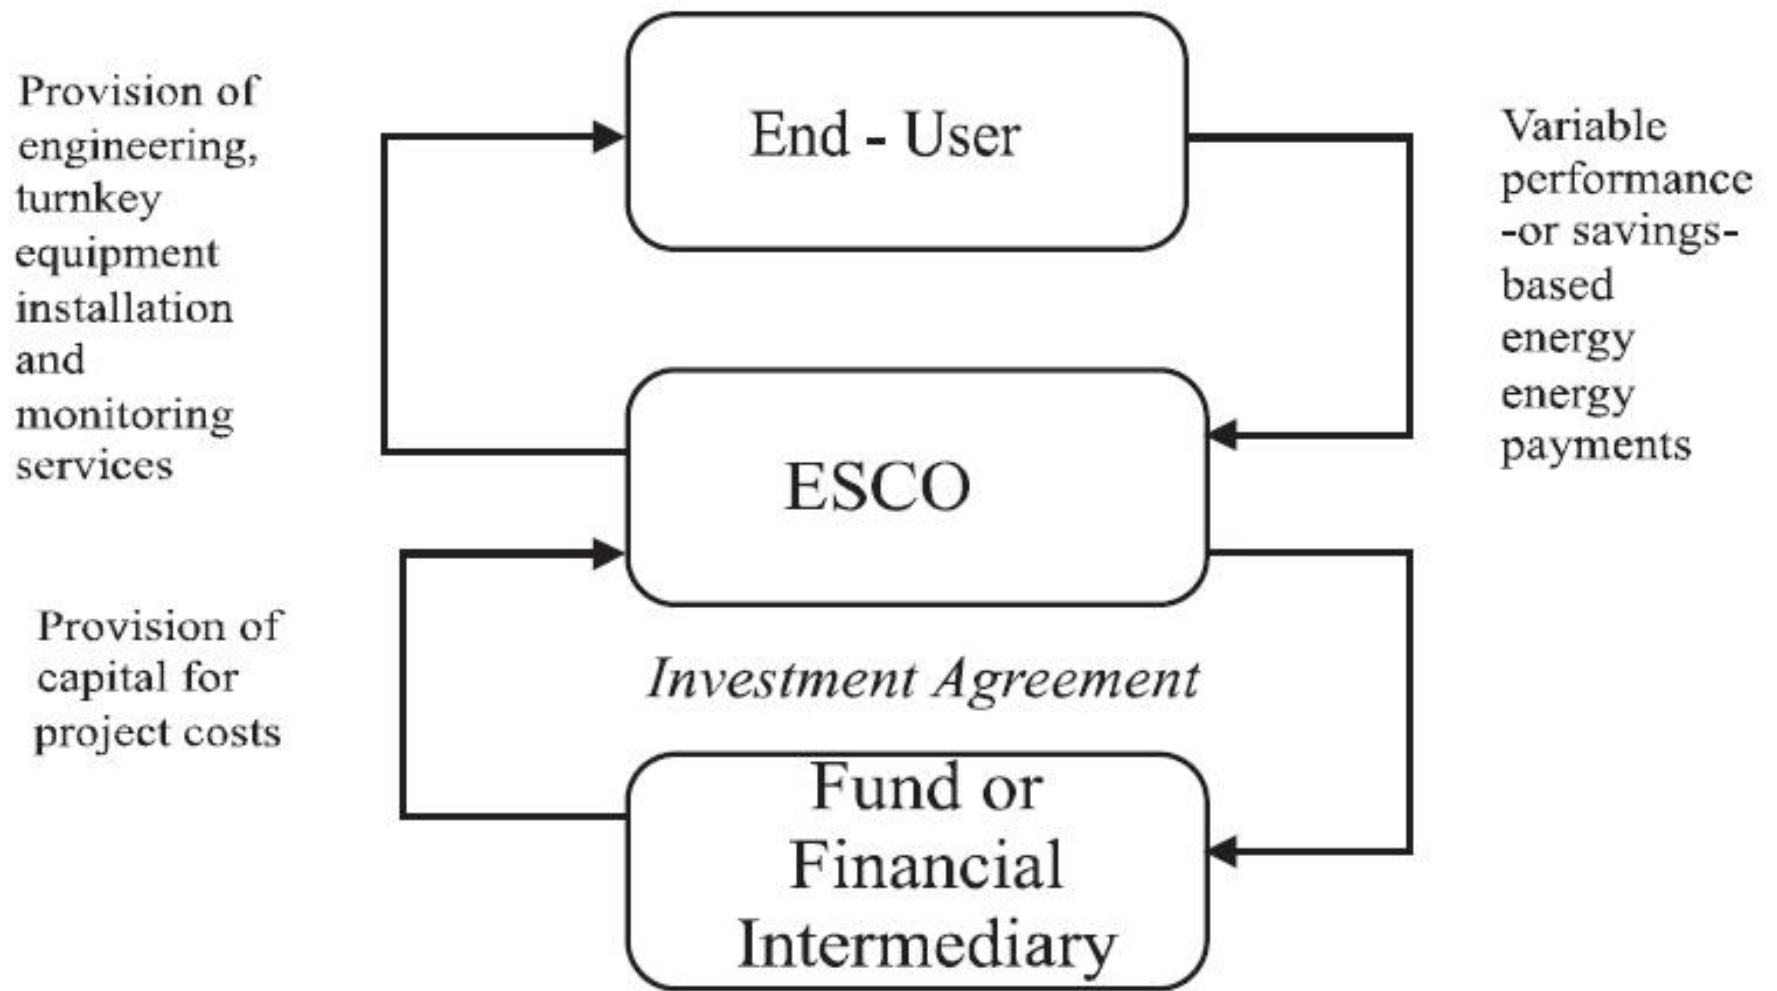 Provision of
engineering,
turnkey
equipment
installation
and
monitoring
services
End - User
Variable
performance
-or savings-
based
energy
energy
payments
ESCO
Provision of
capital for
project costs
Investment Agreement
Fund or
Financial
Intermediary